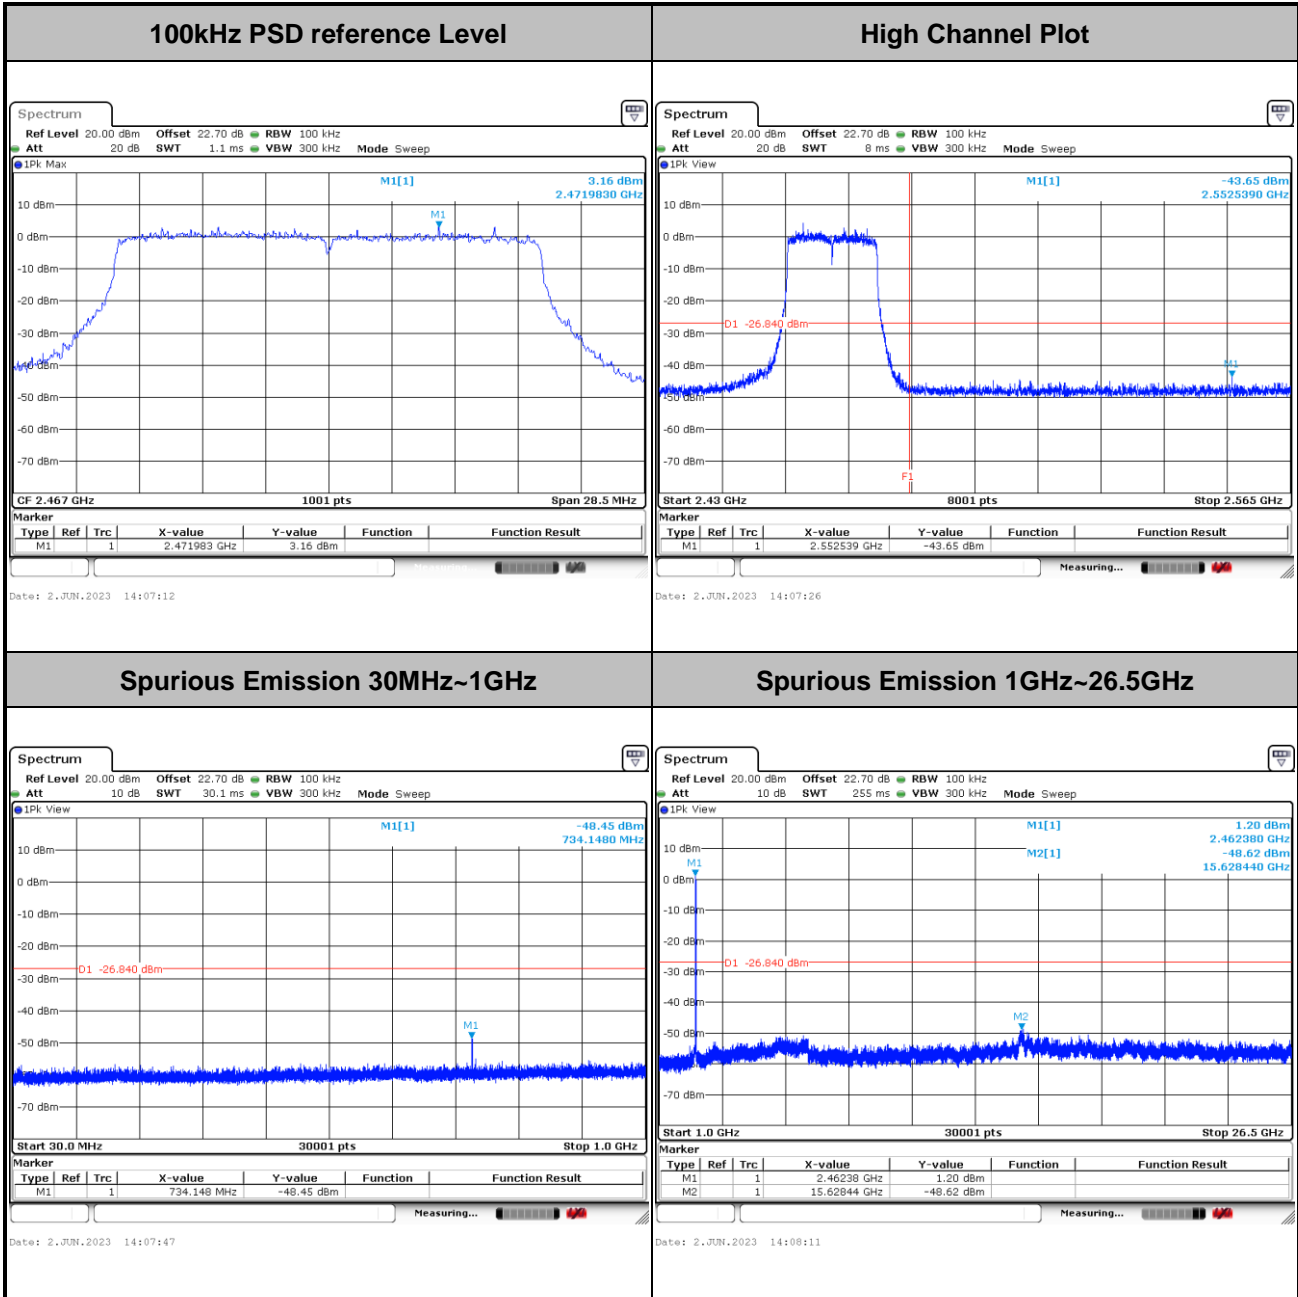 100kHz PSD reference Level
Spectrum
Ref Level 20.00 dBm Offset 22.70 dB RBW 100 kHz
Att 20 dB SWT 1.1 ms VBW 300 kHz Mode Sweep
1Pk Max
M1[1] 3.16 dBm
2.4719830 GHz
10 dBm
M1
0 dBm
-10 dBm
-20 dBm
-30 dBm
-40 dBm
-50 dBm
-60 dBm
-70 dBm
CF 2.467 GHz 1001 pts Span 28.5 MHz
Marker
Type Ref Trc X-value Y-value Function Function Result
M1 1 2.471983 GHz 3.16 dBm
Measuring...
Date: 2.JUN.2023 14:07:12
High Channel Plot
Spectrum
Ref Level 20.00 dBm Offset 22.70 dB RBW 100 kHz
Att 20 dB SWT 8 ms VBW 300 kHz Mode Sweep
1Pk View
M1[1] -43.65 dBm
2.5525390 GHz
10 dBm
0 dBm
-10 dBm
-20 dBm
D1 -26.840 dBm
-30 dBm
-40 dBm
M1
-50 dBm
-60 dBm
-70 dBm
F1
Start 2.43 GHz 8001 pts Stop 2.565 GHz
Marker
Type Ref Trc X-value Y-value Function Function Result
M1 1 2.552539 GHz -43.65 dBm
Measuring...
Date: 2.JUN.2023 14:07:26
Spurious Emission 30MHz~1GHz
Spectrum
Ref Level 20.00 dBm Offset 22.70 dB RBW 100 kHz
Att 10 dB SWT 30.1 ms VBW 300 kHz Mode Sweep
1Pk View
M1[1] -48.45 dBm
734.1480 MHz
10 dBm
0 dBm
-10 dBm
-20 dBm
D1 -26.840 dBm
-30 dBm
-40 dBm
M1
-50 dBm
-70 dBm
Start 30.0 MHz 30001 pts Stop 1.0 GHz
Marker
Type Ref Trc X-value Y-value Function Function Result
M1 1 734.148 MHz -48.45 dBm
Measuring...
Date: 2.JUN.2023 14:07:47
Spurious Emission 1GHz~26.5GHz
Spectrum
Ref Level 20.00 dBm Offset 22.70 dB RBW 100 kHz
Att 10 dB SWT 255 ms VBW 300 kHz Mode Sweep
1Pk View
M1[1] 1.20 dBm
2.462380 GHz
10 dBm
M2[1] -48.62 dBm
M1
15.628440 GHz
0 dBm
-10 dBm
-20 dBm
D1 -26.840 dBm
-30 dBm
-40 dBm
M2
-50 dBm
-70 dBm
Start 1.0 GHz 30001 pts Stop 26.5 GHz
Marker
Type Ref Trc X-value Y-value Function Function Result
M1 1 2.46238 GHz 1.20 dBm
M2 1 15.62844 GHz -48.62 dBm
Measuring...
Date: 2.JUN.2023 14:08:11